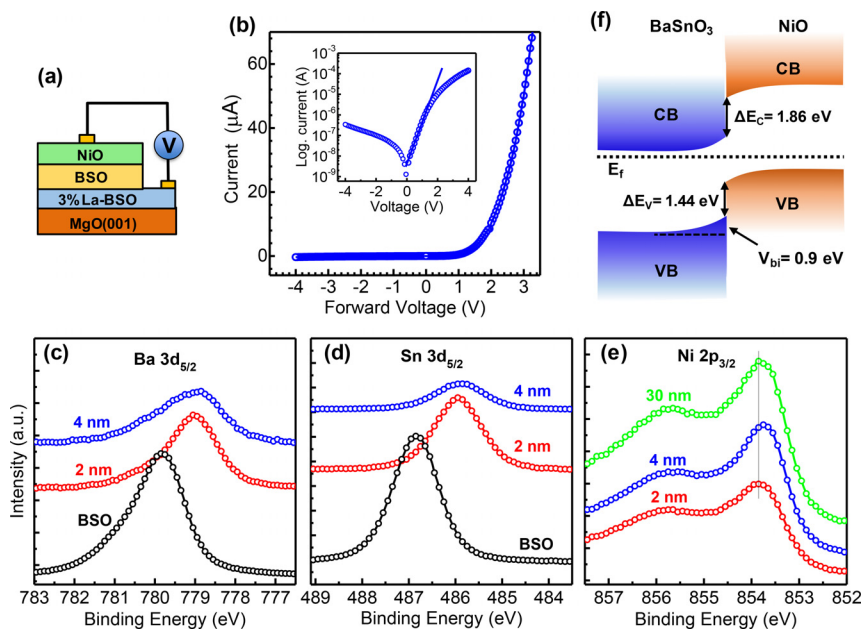 (a)
V
NiO
BSO
3% La-BSO
MgO(001)
(b)
Current (μA)
60
40
20
0
-4 -3 -2 -1 0 1 2 3
Forward Voltage (V)
Log. current (A)
10⁻⁴
10⁻⁴
10⁻⁵
10⁻⁶
10⁻⁷
10⁻⁸
10⁻⁹
-4 -2 0 2 4
Voltage (V)
(f)
BaSnO₃ NiO
CB
CB
ΔE_C= 1.86 eV
E_f
ΔE_V= 1.44 eV
VB
VB
V_bi= 0.9 eV
(c)
Ba 3d₅/₂
4 nm
2 nm
BSO
Intensity (a.u.)
783 782 781 780 779 778 777
Binding Energy (eV)
(d)
Sn 3d₅/₂
4 nm
2 nm
BSO
489 488 487 486 485 484
Binding Energy (eV)
(e)
Ni 2p₃/₂
30 nm
4 nm
2 nm
857 856 855 854 853 852
Binding Energy (eV)